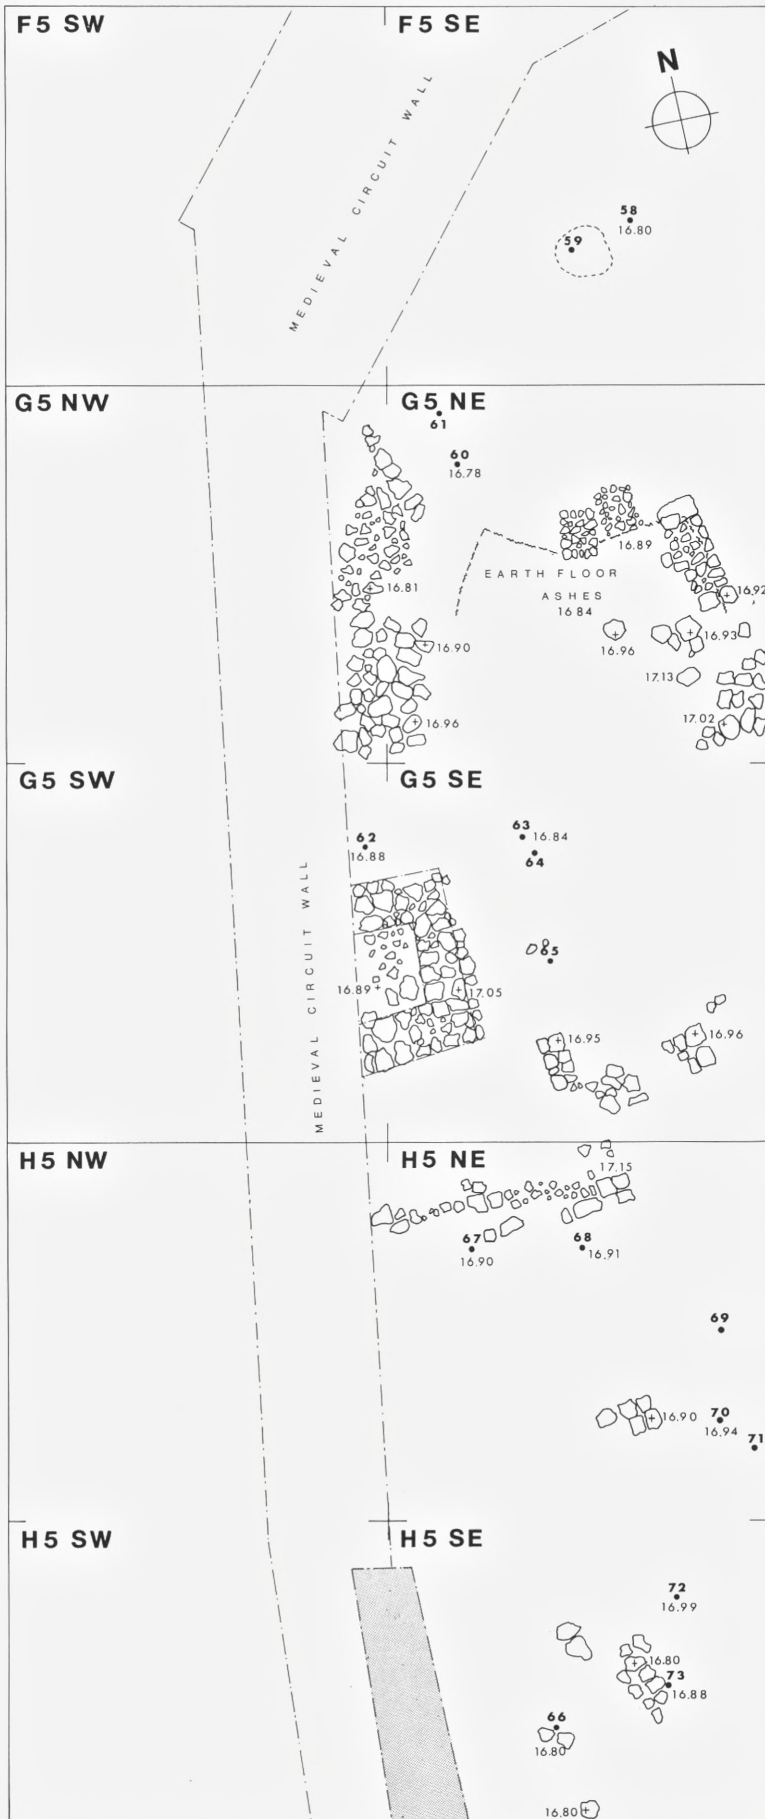 F5 SW
F5 SE
N
MEDIEVAL CIRCUIT WALL
58
16.80
59
G5 NW
G5 NE
61
60
16.78
16.89
EARTH FLOOR
ASHES
16 84
16.81
16.92
16.96
16.93
16.90
17.13
16.96
17.02
G5 SW
G5 SE
62
16.88
63
16.84
64
MEDIEVAL CIRCUIT WALL
65
16.89
17.05
16.95
16.96
H5 NW
H5 NE
17.15
67
16.90
68
16,91
69
16.90
70
16,94
71
H5 SW
H5 SE
72
16.99
16.80
73
16.88
66
16.80
16.80